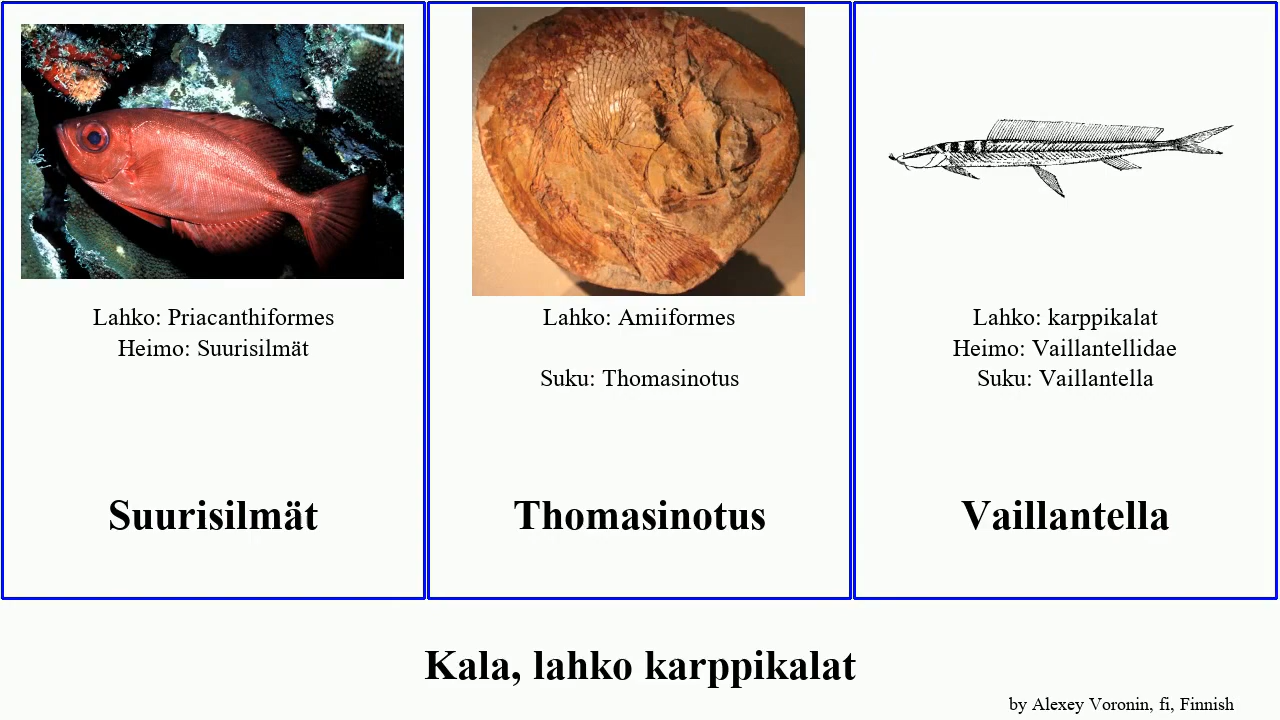 Lahko: Priacanthiformes
Heimo: Suurisilmät
Suurisilmät
Lahko: Amiiformes
Suku: Thomasinotus
Thomasinotus
Lahko: karppikalat
Heimo: Vaillantellidae
Suku: Vaillantella
Vaillantella
Kala, lahko karppikalat
by Alexey Voronin, fi, Finnish